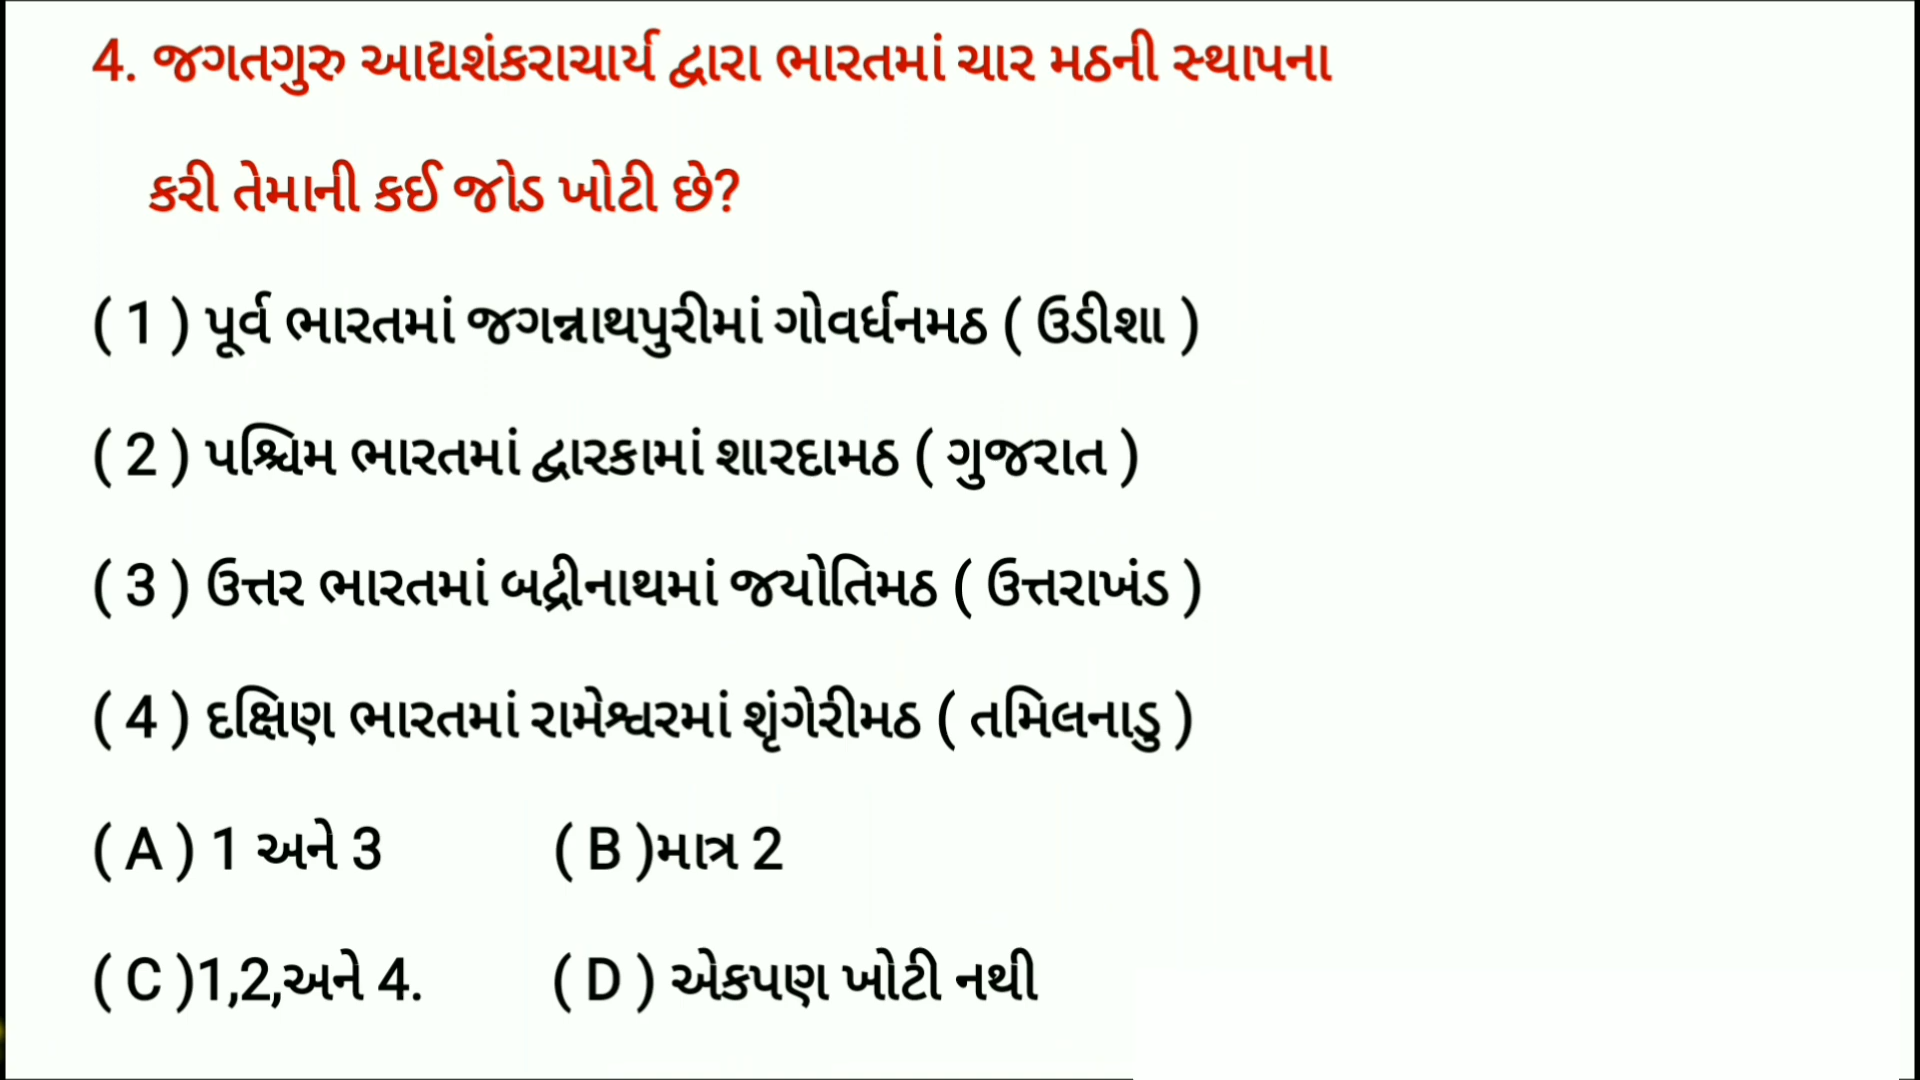 4. જગતગુરુ આદ્યશંકરાચાર્ય દ્વારા ભારતમાં ચાર મઠની સ્થાપના
કરી તેમાની કઈ જોડ ખોટી છે?
( 1 ) પૂર્વ ભારતમાં જગન્નાથપુરીમાં ગોવર્ધનમઠ ( ઉડીશા )
( 2 ) પશ્ચિમ ભારતમાં દ્વારકામાં શારદામઠ ( ગુજરાત )
( 3 ) ઉત્તર ભારતમાં બદ્રીનાથમાં જયોતિમઠ ( ઉત્તરાખંડ )
( 4 ) દક્ષિણ ભારતમાં રામેશ્વરમાં શૃંગેરીમઠ ( તમિલનાડુ )
( A ) 1 અને 3 ( B )માત્ર 2
( C )1,2,અને 4. ( D ) એકપણ ખોટી નથી